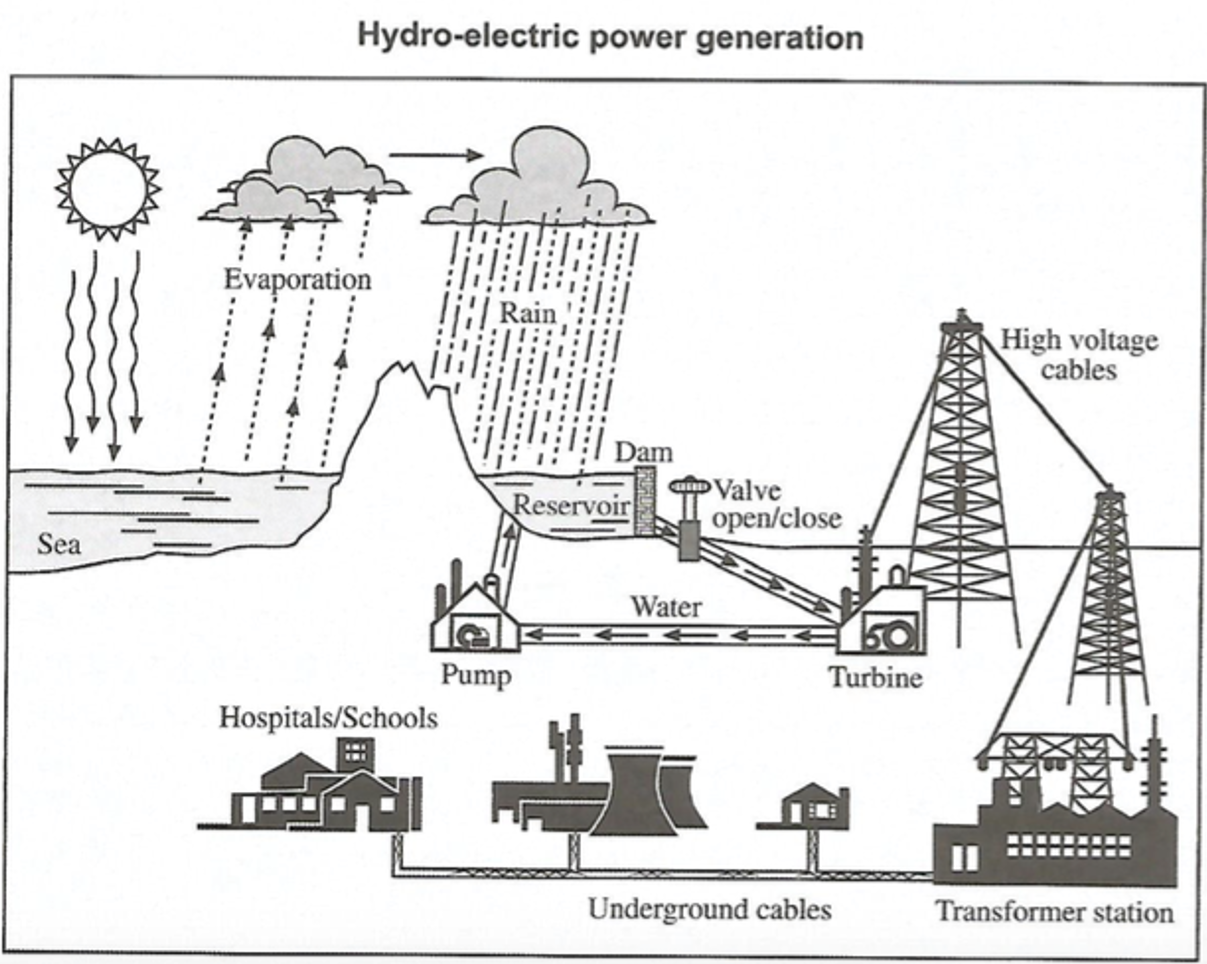 Hydro-electric power generation
Evaporation
Rain
High voltage
cables
Dam
Reservoir
Valve
open/close
Sea
Water
Pump
Turbine
Hospitals/Schools
Underground cables
Transformer station